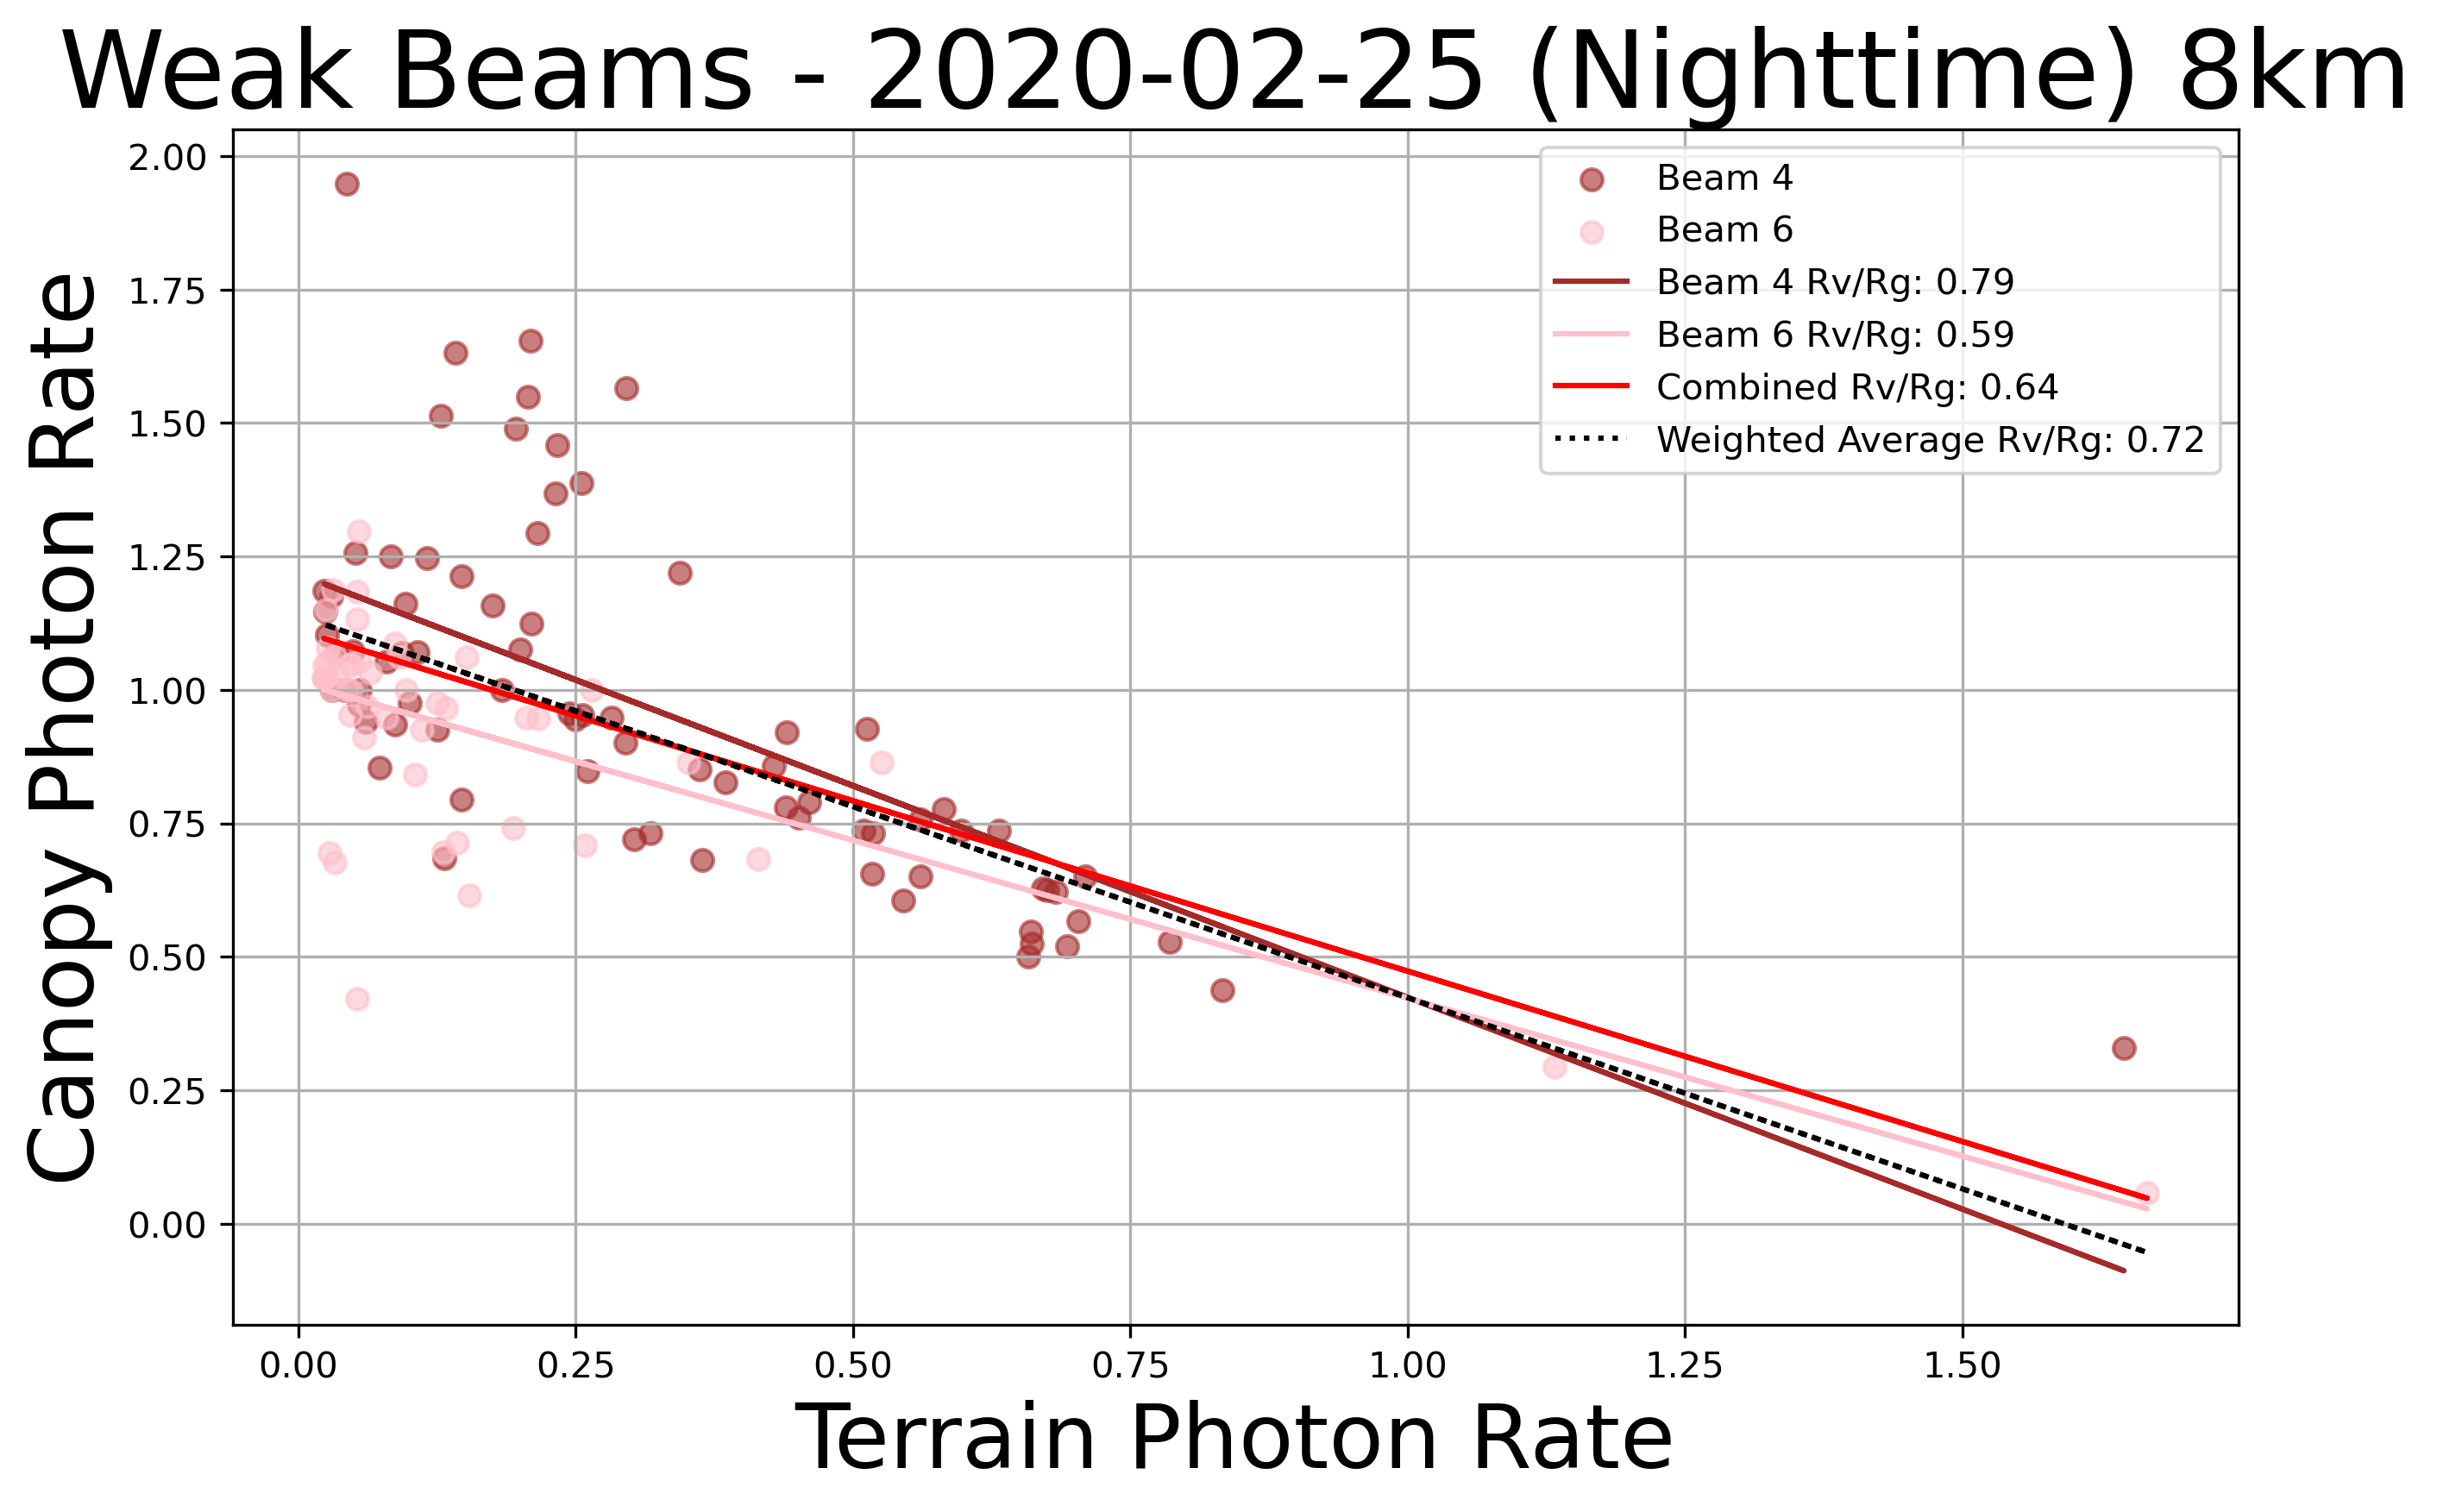 Weak Beams - 2020-02-25 (Nighttime) 8km
Canopy Photon Rate
2.00
1.75
1.50
1.25
1.00
0.75
0.50
0.25
0.00
Beam 4
Beam 6
Beam 4 Rv/Rg: 0.79
Beam 6 Rv/Rg: 0.59
Combined Rv/Rg: 0.64
Weighted Average Rv/Rg: 0.72
0.00 0.25 0.50 0.75 1.00 1.25 1.50
Terrain Photon Rate